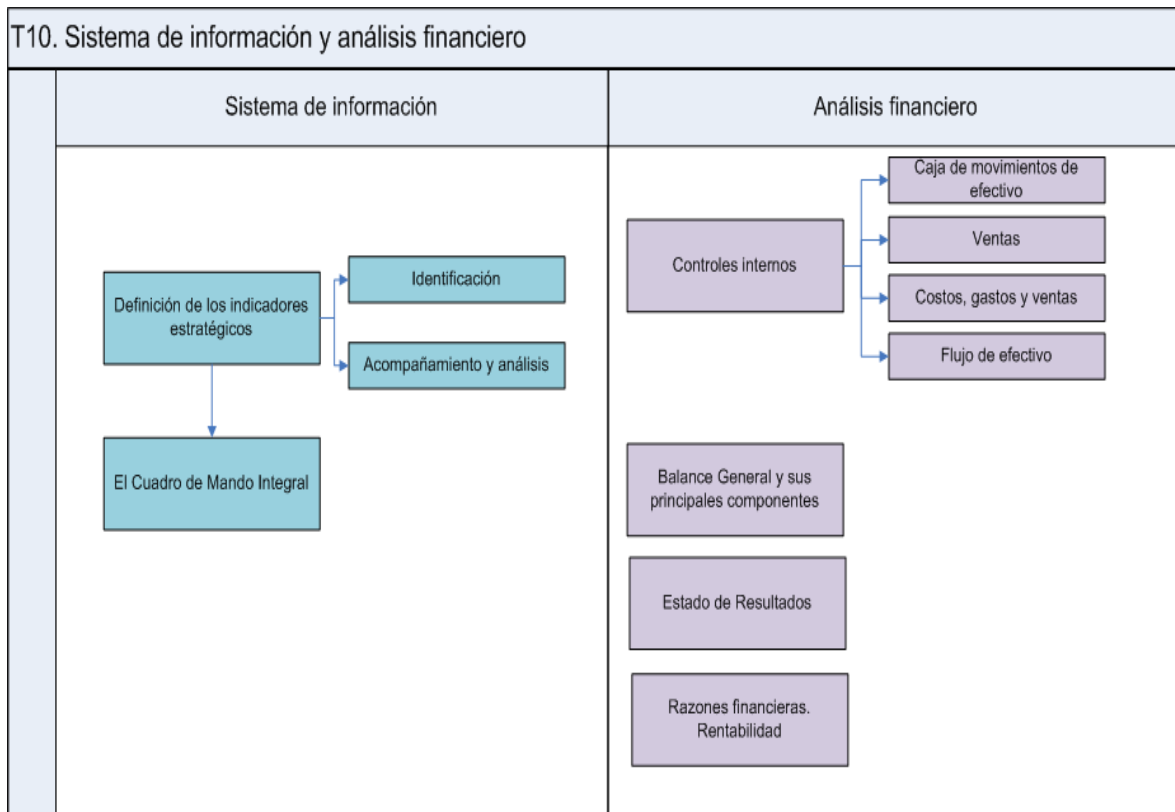 T10. Sistema de información y análisis financiero
Sistema de información
Análisis financiero
Definición de los indicadores
estratégicos
Identificación
Acompañamiento y análisis
El Cuadro de Mando Integral
Controles internos
Caja de movimientos de
efectivo
Ventas
Costos, gastos y ventas
Flujo de efectivo
Balance General y sus
principales componentes
Estado de Resultados
Razones financieras.
Rentabilidad